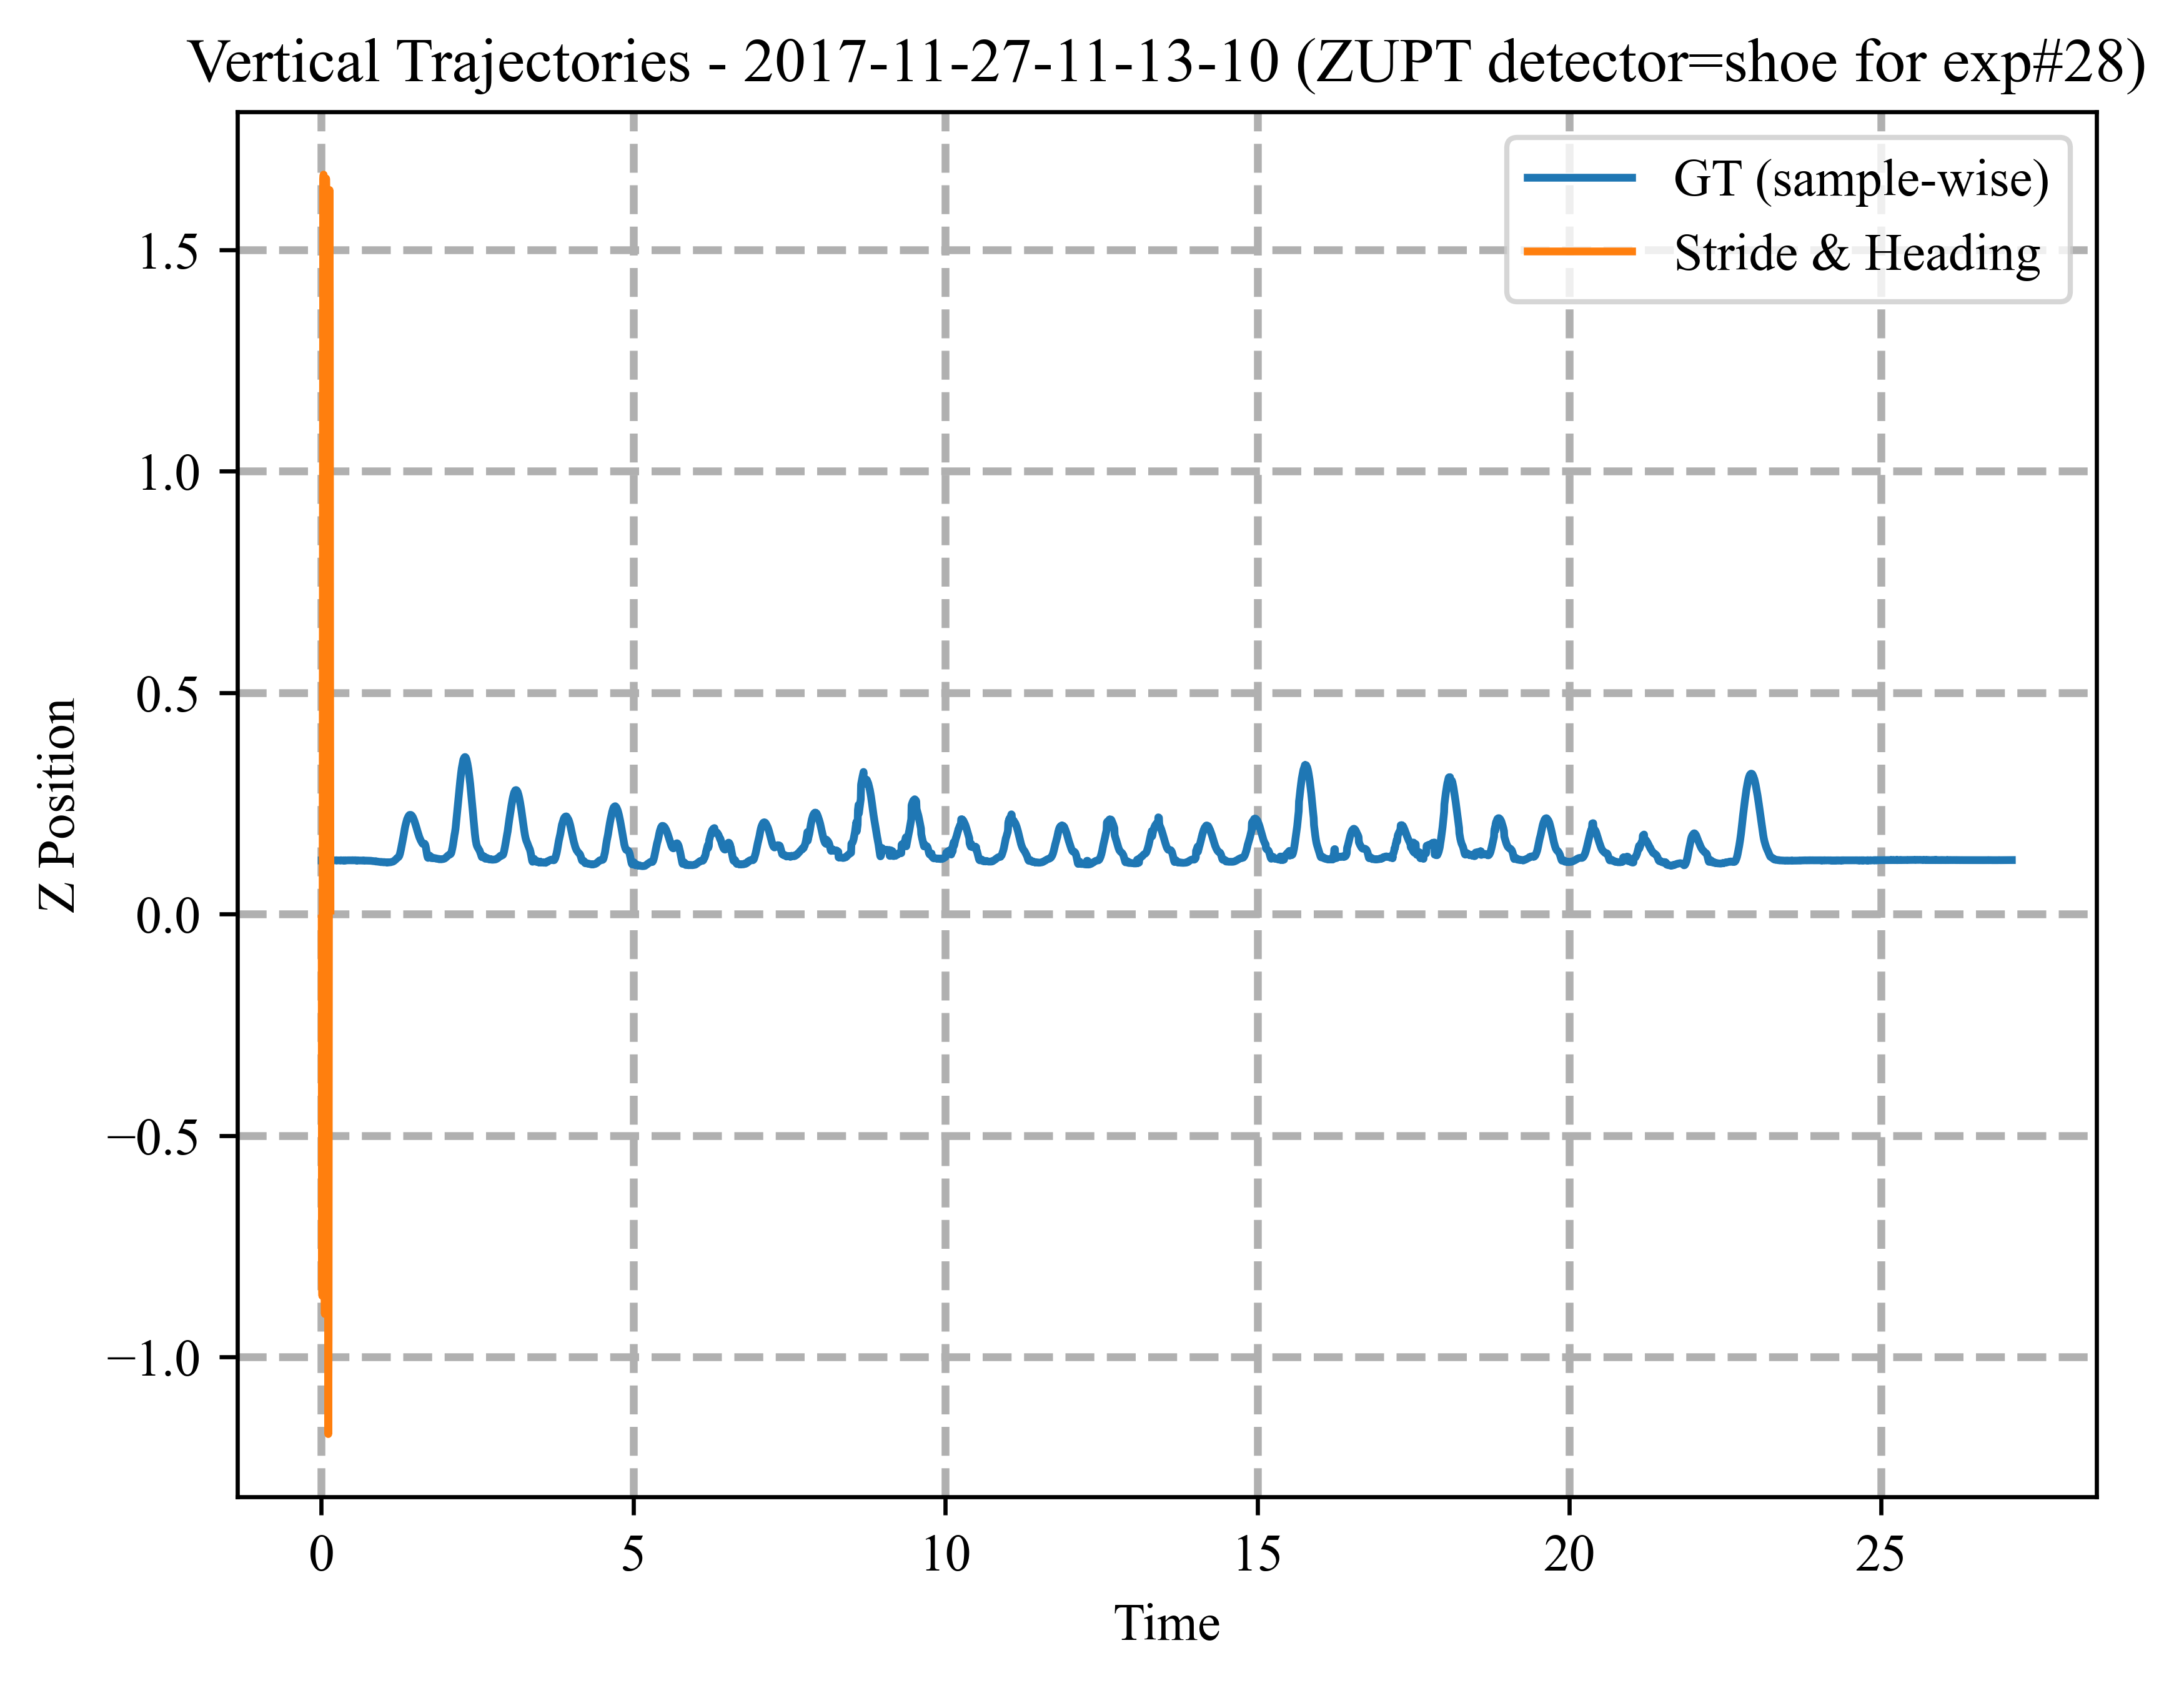 Vertical Trajectories - 2017-11-27-11-13-10 (ZUPT detector=shoe for exp#28)
GT (sample-wise)
Stride & Heading
1.5
1.0
0.5
0.0
−0.5
−1.0
Z Position
0 5 10 15 20 25
Time